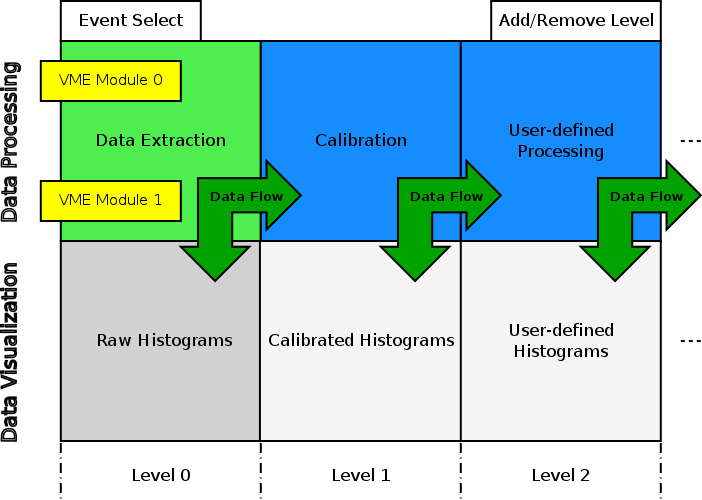 Event Select
Add/Remove Level
Data Processing
VME Module 0
Data Extraction
Calibration
User-defined
Processing
---
VME Module 1
Data Flow
Data Flow
Data Flow
Data Visualization
Raw Histograms
Calibrated Histograms
User-defined
Histograms
---
Level 0
Level 1
Level 2